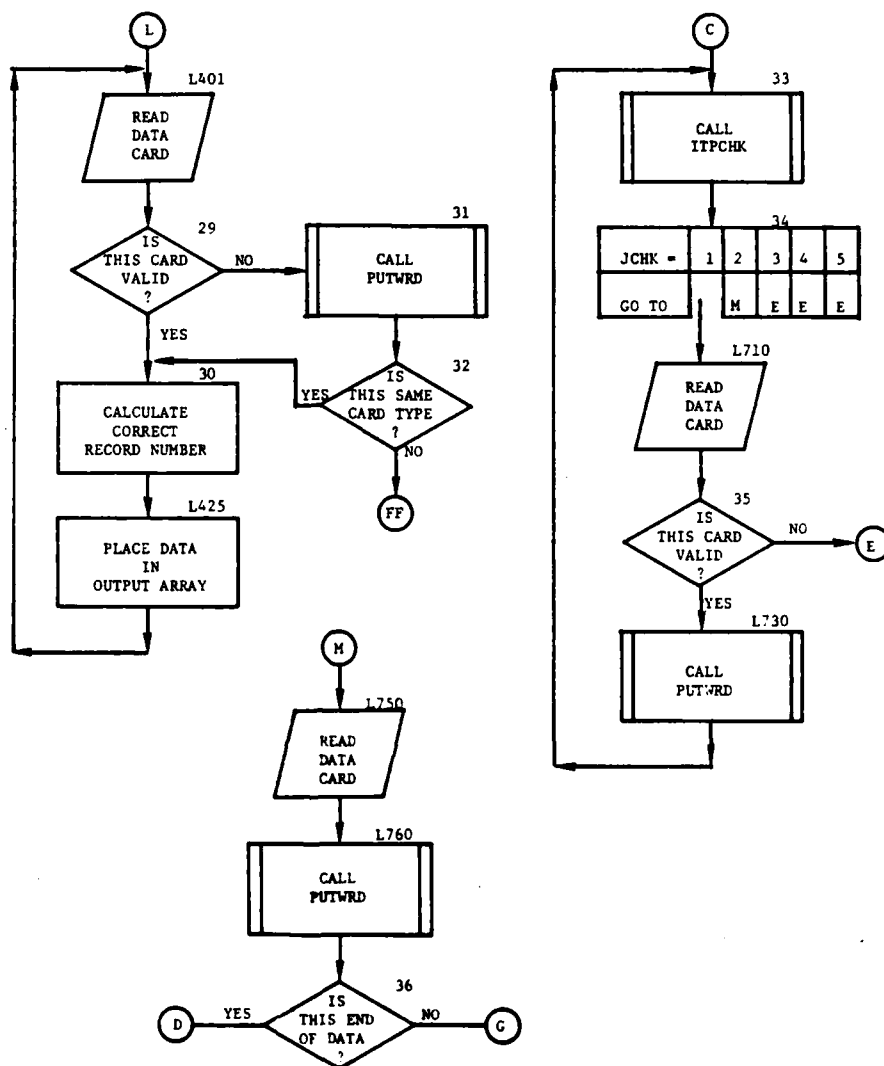 L
L401
READ
DATA
CARD
29
IS
THIS CARD
VALID
?
NO
YES
31
CALL
PUTWRD
32
IS
THIS SAME
CARD TYPE
?
YES
NO
FF
30
CALCULATE
CORRECT
RECORD NUMBER
L425
PLACE DATA
IN
OUTPUT ARRAY
C
33
CALL
ITPCHK
34
JCHK = 1 2 3 4 5
GO TO M E E E
L710
READ
DATA
CARD
35
IS
THIS CARD
VALID
?
NO
E
YES
L730
CALL
PUTWRD
M
L750
READ
DATA
CARD
L760
CALL
PUTWRD
36
IS
THIS END
OF DATA
?
D YES
NO G